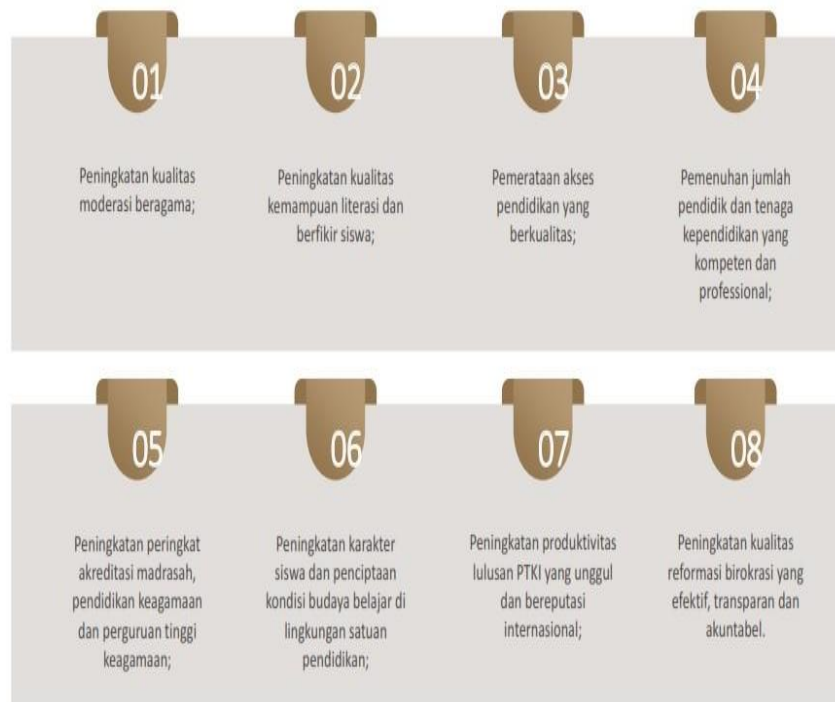 01
Peningkatan kualitas
moderasi beragama;
02
Peningkatan kualitas
kemampuan literasi dan
berfikir siswa;
03
Pemerataan akses
pendidikan yang
berkualitas;
04
Pemenuhan jumlah
pendidik dan tenaga
kependidikan yang
kompeten dan
professional;
05
Peningkatan peringkat
akreditasi madrasah,
pendidikan keagamaan
dan perguruan tinggi
keagamaan;
06
Peningkatan karakter
siswa dan penciptaan
kondisi budaya belajar di
lingkungan satuan
pendidikan;
07
Peningkatan produktivitas
lulusan PTKI yang unggul
dan bereputasi
internasional;
08
Peningkatan kualitas
reformasi birokrasi yang
efektif, transparan dan
akuntabel.